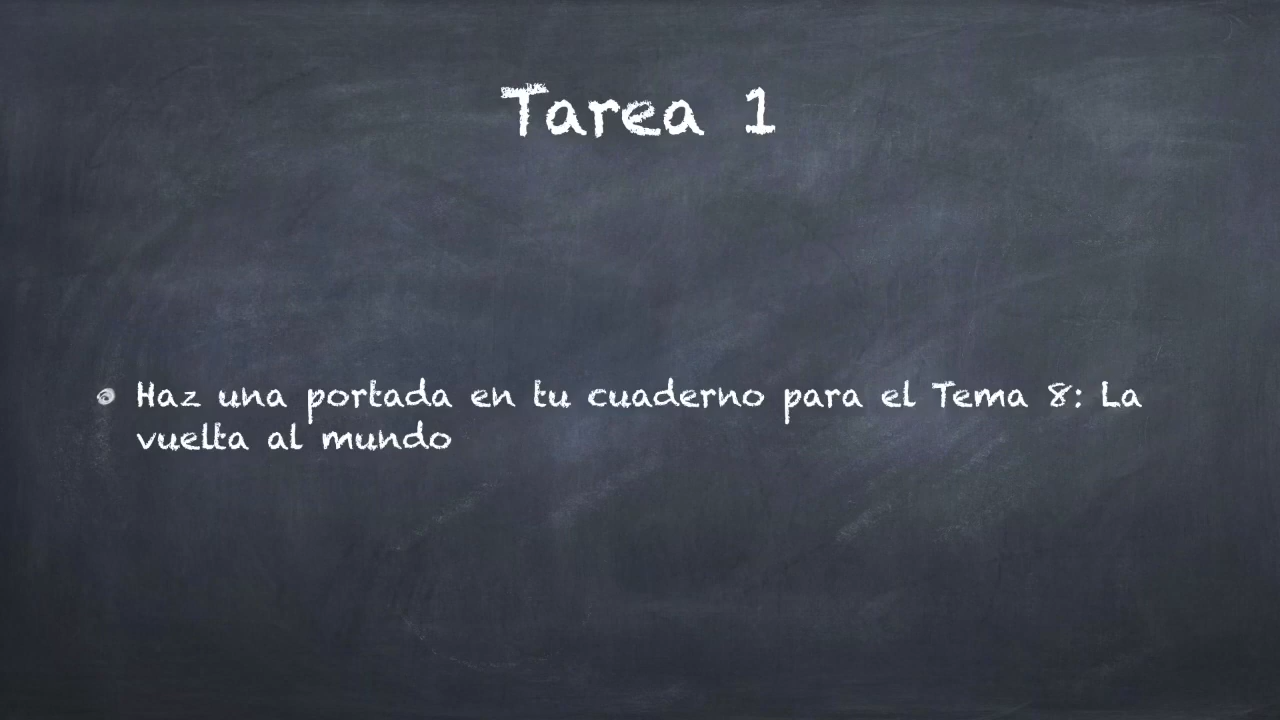 Tarea 1
Haz una portada en tu cuaderno para el Tema 8: La
vuelta al mundo